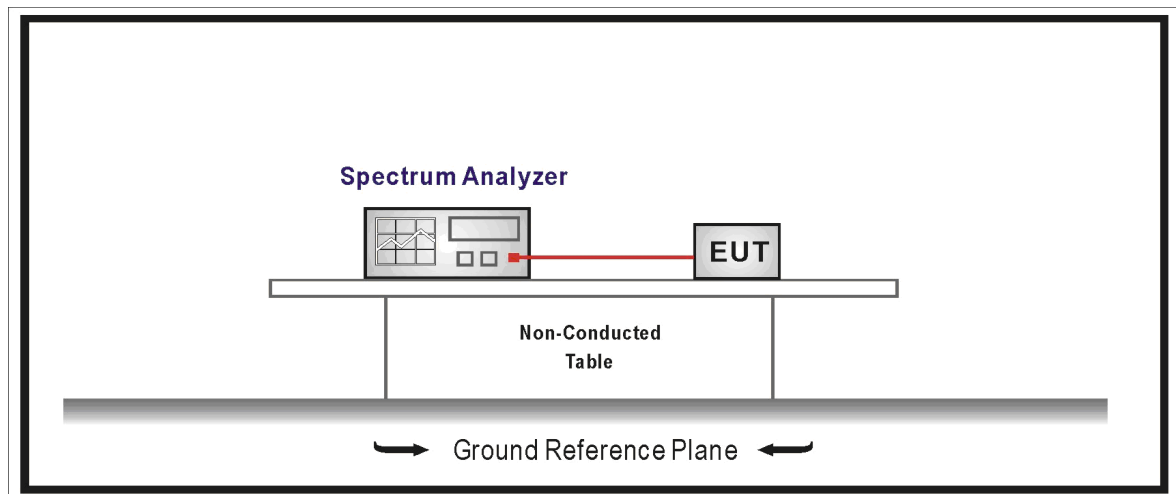 Spectrum Analyzer
EUT
Non-Conducted
Table
Ground Reference Plane